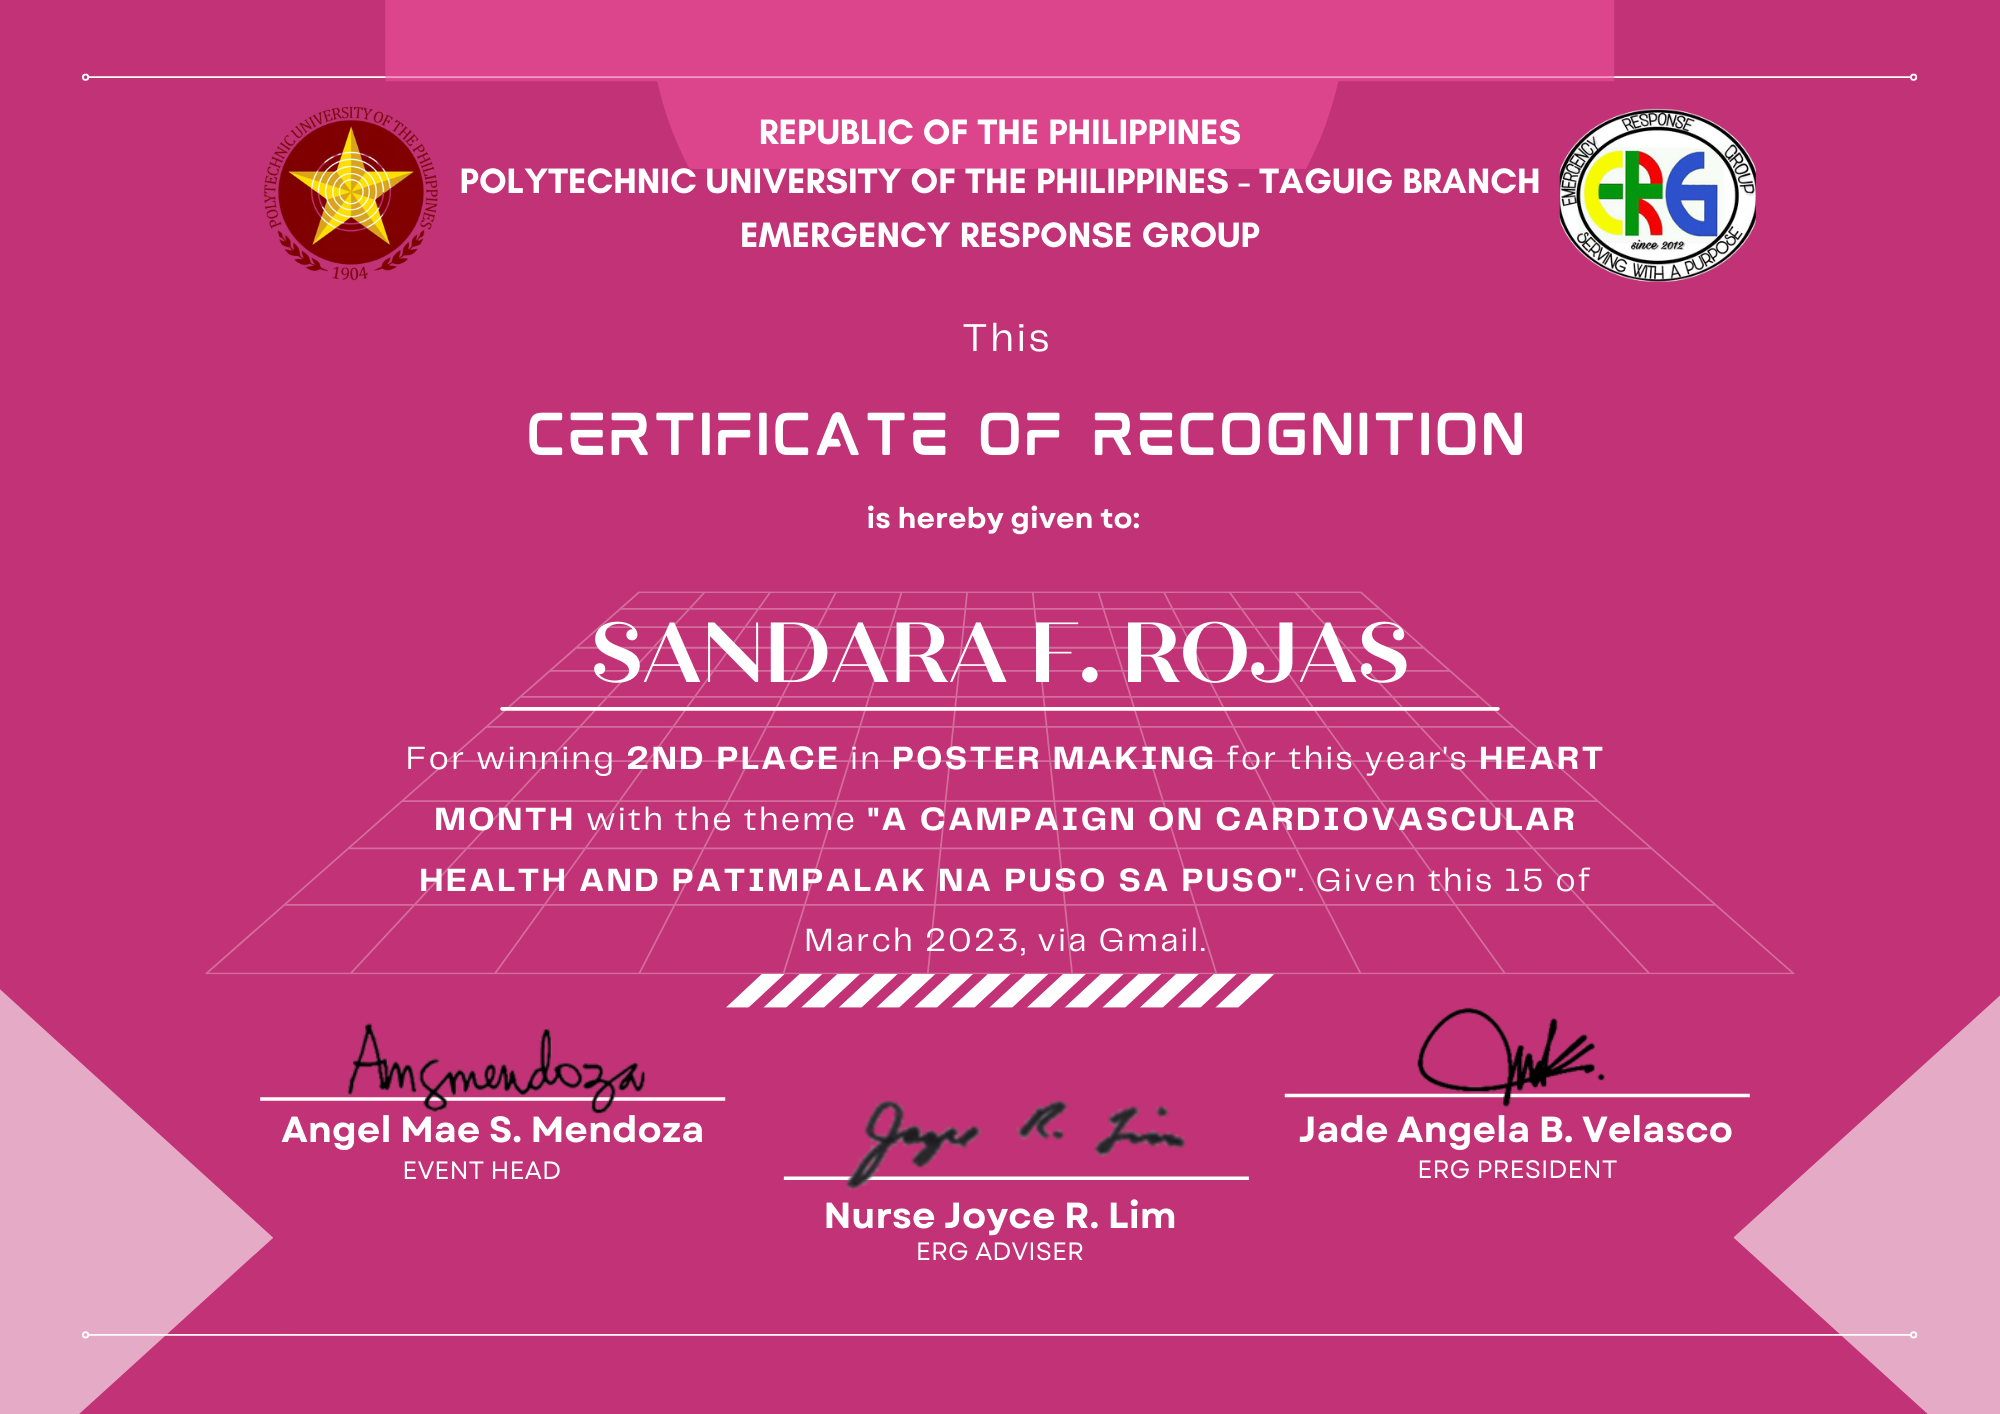 REPUBLIC OF THE PHILIPPINES
POLYTECHNIC UNIVERSITY OF THE PHILIPPINES - TAGUIG BRANCH
EMERGENCY RESPONSE GROUP
POLYTECHNIC UNIVERSITY OF THE PHILIPPINES
1904
EMERGENCY RESPONSE GROUP
ERG
since 2012
SERVING WITH A PURPOSE
This
CERTIFICATE OF RECOGNITION
is hereby given to:
SANDARA F. ROJAS
For winning 2ND PLACE in POSTER MAKING for this year's HEART
MONTH with the theme "A CAMPAIGN ON CARDIOVASCULAR
HEALTH AND PATIMPALAK NA PUSO SA PUSO". Given this 15 of
March 2023, via Gmail.
Amsmendoza
Angel Mae S. Mendoza
EVENT HEAD
Joyce R. Lim
Nurse Joyce R. Lim
ERG ADVISER
Jade Angela B. Velasco
ERG PRESIDENT